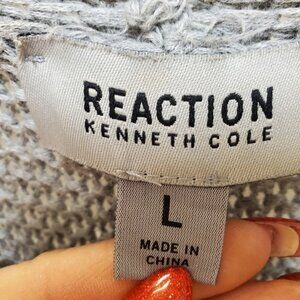 REACTION
KENNETH COLE
L
MADE IN
CHINA